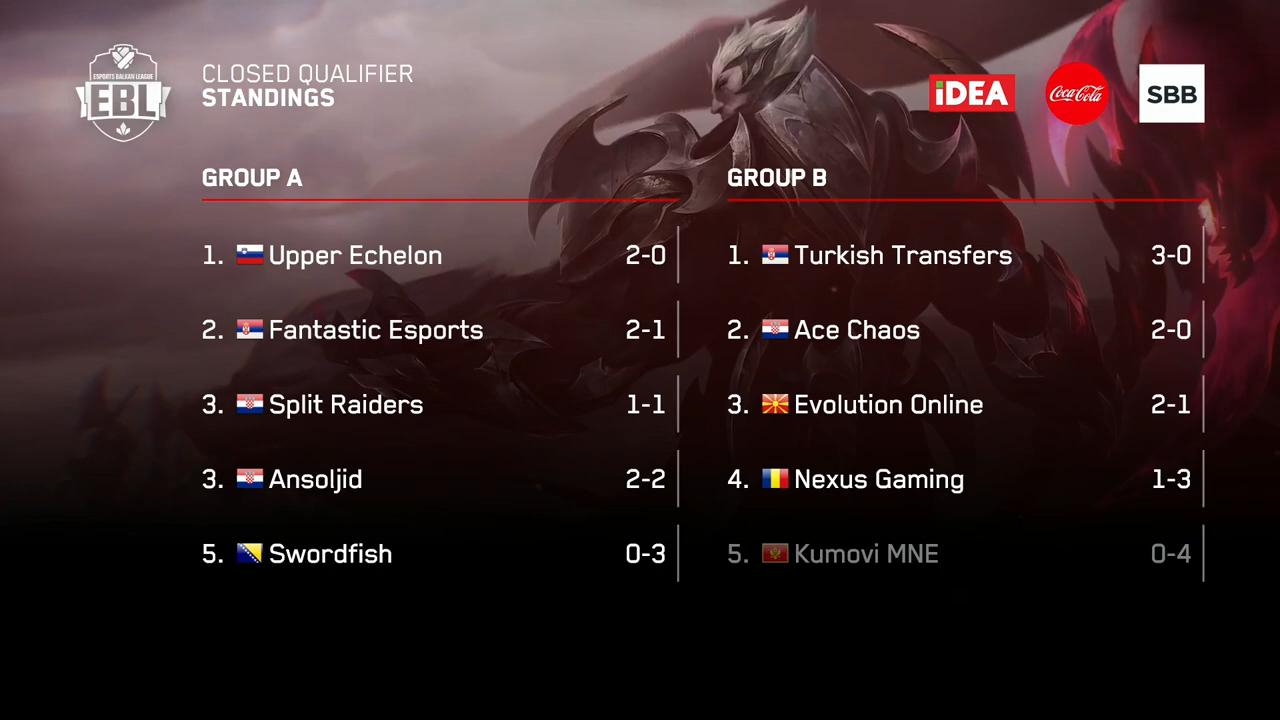 ESPORTS BALKAN LEAGUE
EBL
CLOSED QUALIFIER
STANDINGS
iDEA
Coca-Cola
SBB
GROUP A
1. Upper Echelon 2-0
2. Fantastic Esports 2-1
3. Split Raiders 1-1
3. Ansoljid 2-2
5. Swordfish 0-3
GROUP B
1. Turkish Transfers 3-0
2. Ace Chaos 2-0
3. Evolution Online 2-1
4. Nexus Gaming 1-3
5. Kumovi MNE 0-4